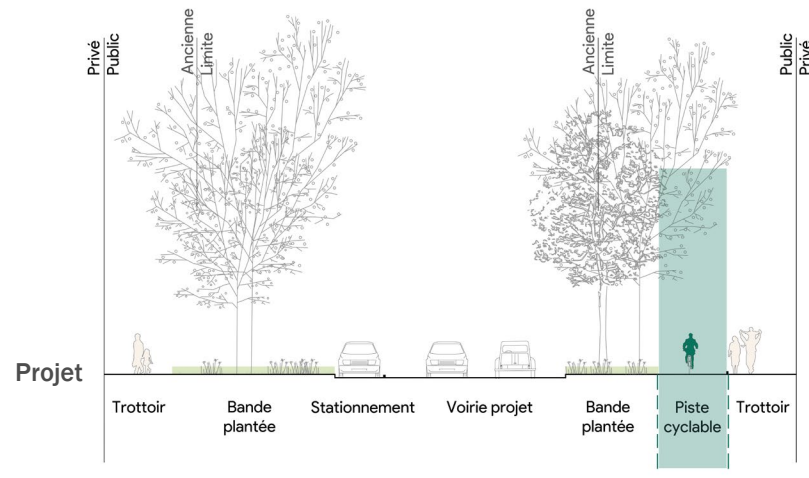 Privé
Public
Ancienne
Limite
Ancienne
Limite
Public
Privé
Projet
Trottoir
Bande
plantée
Stationnement
Voirie projet
Bande
plantée
Piste
cyclable
Trottoir